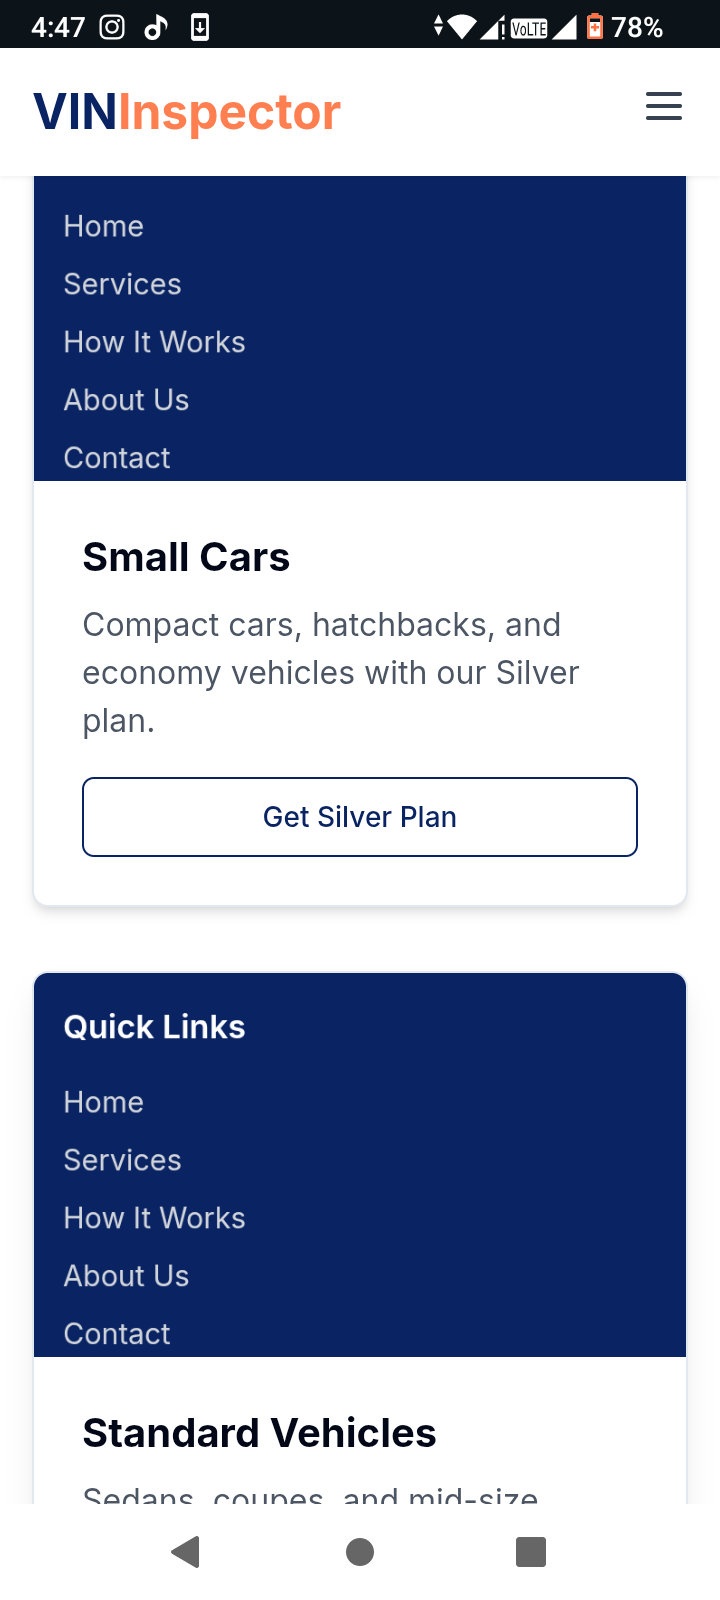 4:47 VoLTE 78%
VINInspector
Home
Services
How It Works
About Us
Contact
Small Cars
Compact cars, hatchbacks, and
economy vehicles with our Silver
plan.
Get Silver Plan
Quick Links
Home
Services
How It Works
About Us
Contact
Standard Vehicles
Sedans, coupes, and mid-size